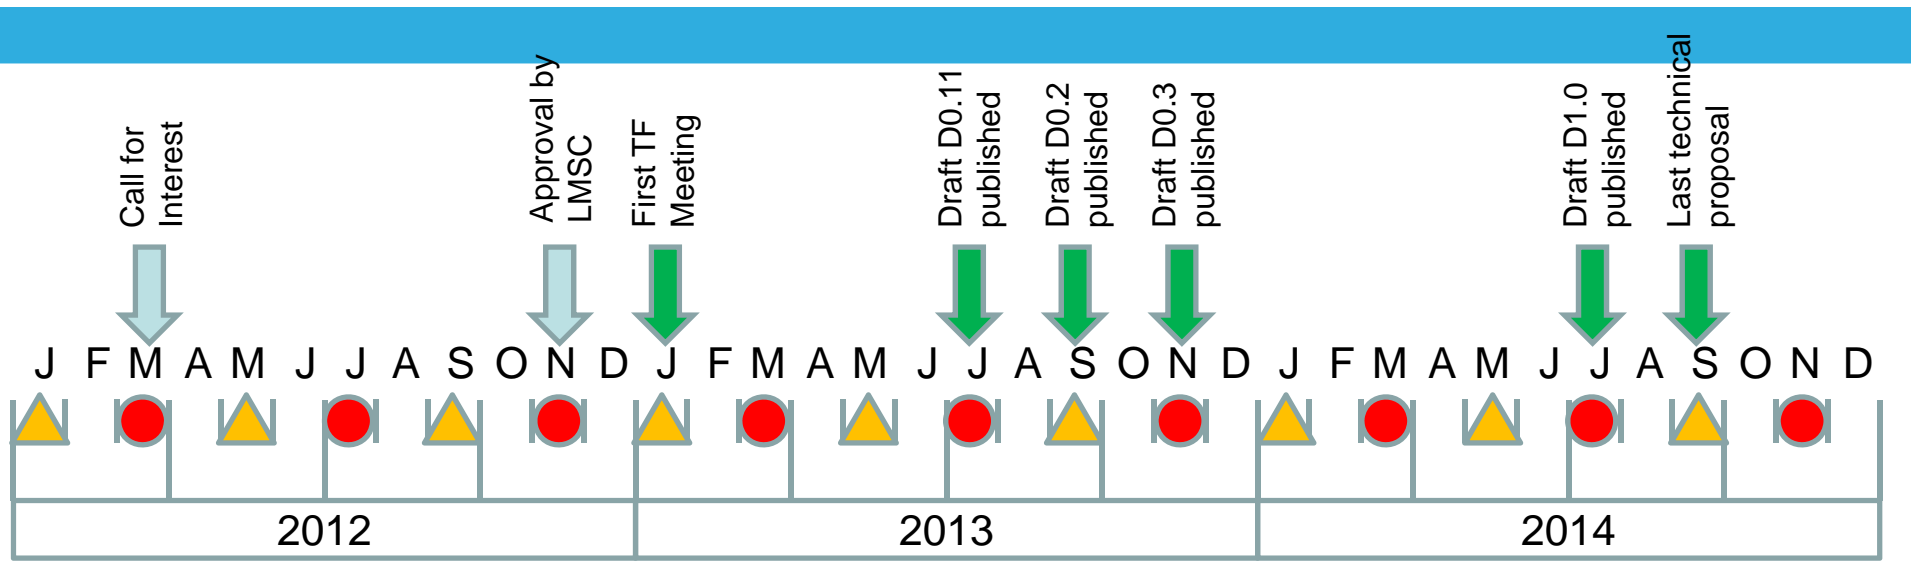 Call for
Interest
Approval by
LMSC
First TF
Meeting
Draft D0.11
published
Draft D0.2
published
Draft D0.3
published
Draft D1.0
published
Last technical
proposal
J F M A M J J A S O N D J F M A M J J A S O N D J F M A M J J A S O N D
2012 2013 2014